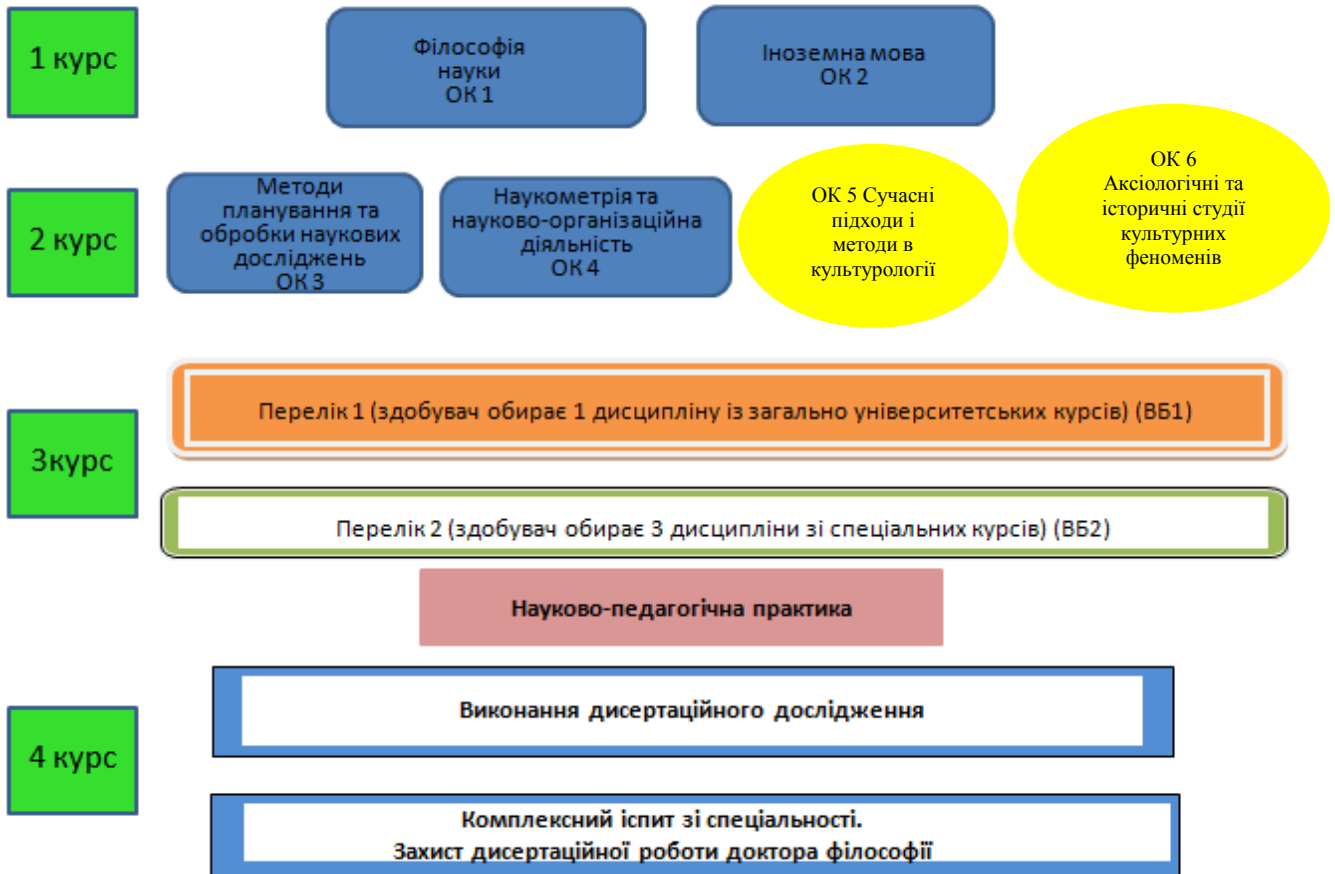 1 курс
Філософія
науки
ОК 1
Іноземна мова
ОК 2
2 курс
Методи
планування та
обробки наукових
досліджень
ОК 3
Наукометрія та
науково-організаційна
діяльність
ОК 4
ОК 5 Сучасні
підходи і
методи в
культурології
ОК 6
Аксіологічні та
історичні студії
культурних
феноменів
3курс
Перелік 1 (здобувач обирає 1 дисципліну із загально університетських курсів) (ВБ1)
Перелік 2 (здобувач обирає 3 дисципліни зі спеціальних курсів) (ВБ2)
Науково-педагогічна практика
4 курс
Виконання дисертаційного дослідження
Комплексний іспит зі спеціальності.
Захист дисертаційної роботи доктора філософії